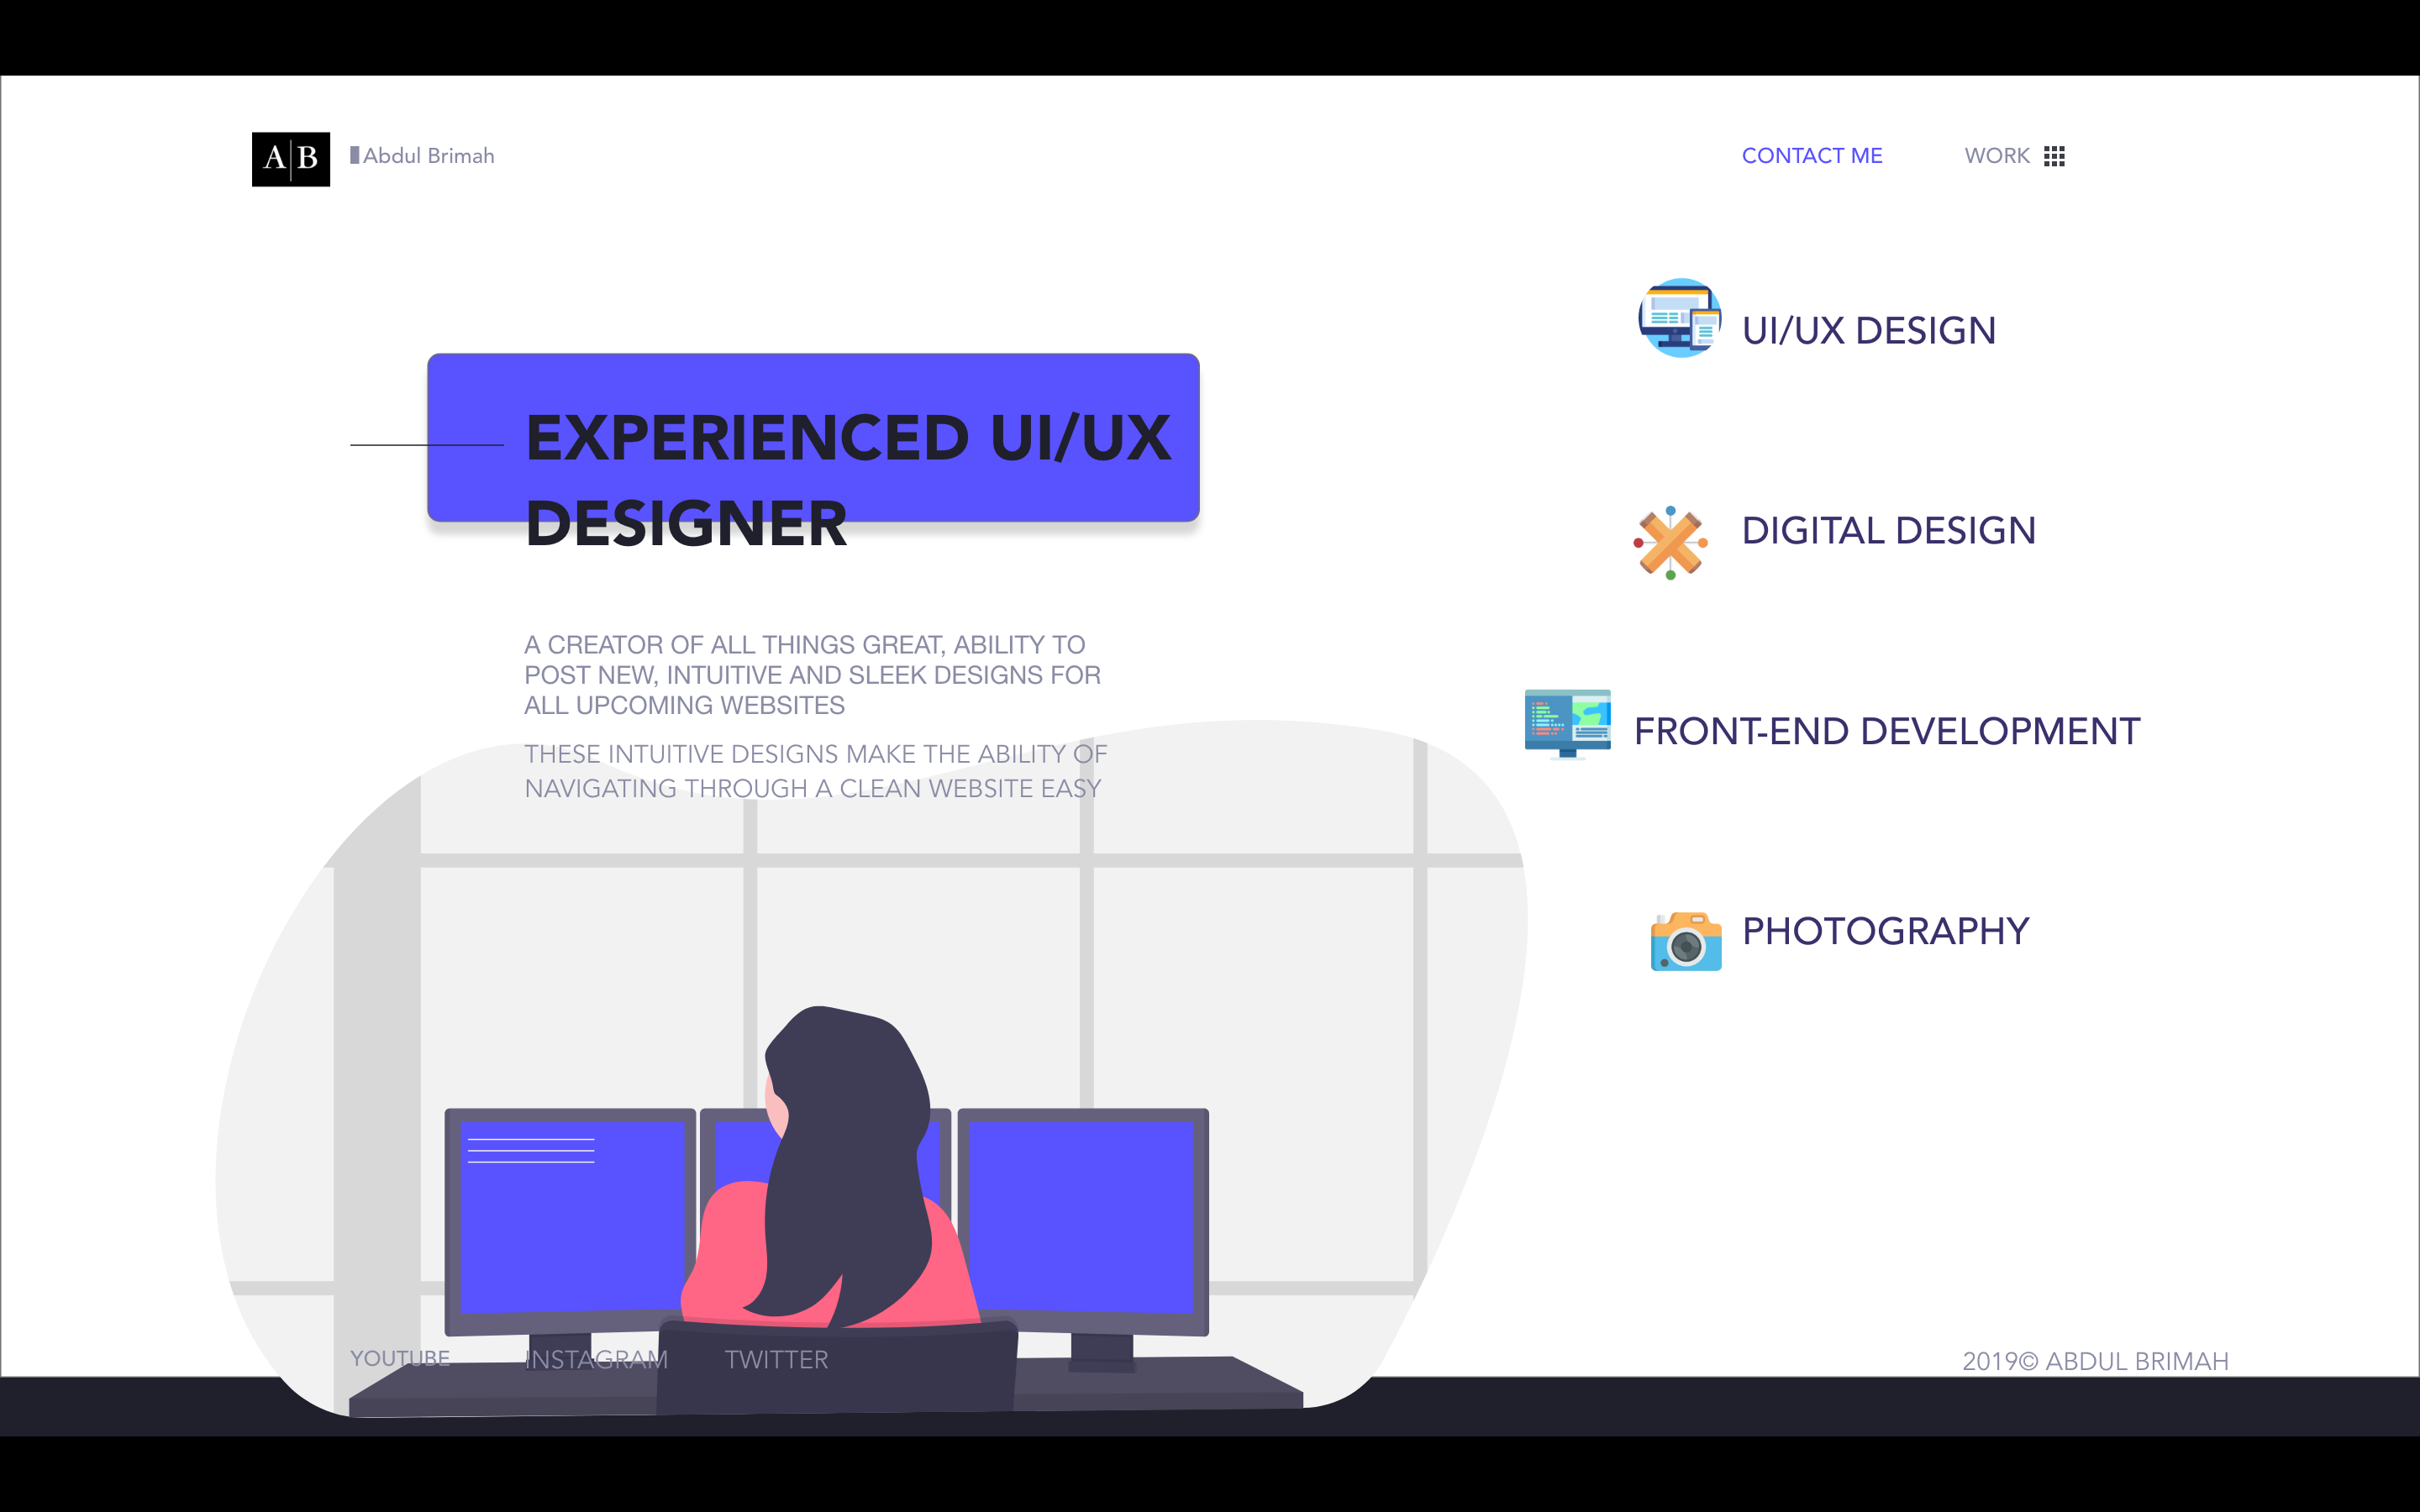 A|B
Abdul Brimah
CONTACT ME
WORK
EXPERIENCED UI/UX
DESIGNER
A CREATOR OF ALL THINGS GREAT, ABILITY TO
POST NEW, INTUITIVE AND SLEEK DESIGNS FOR
ALL UPCOMING WEBSITES
THESE INTUITIVE DESIGNS MAKE THE ABILITY OF
NAVIGATING THROUGH A CLEAN WEBSITE EASY
UI/UX DESIGN
DIGITAL DESIGN
FRONT-END DEVELOPMENT
PHOTOGRAPHY
YOUTUBE
INSTAGRAM
TWITTER
2019© ABDUL BRIMAH